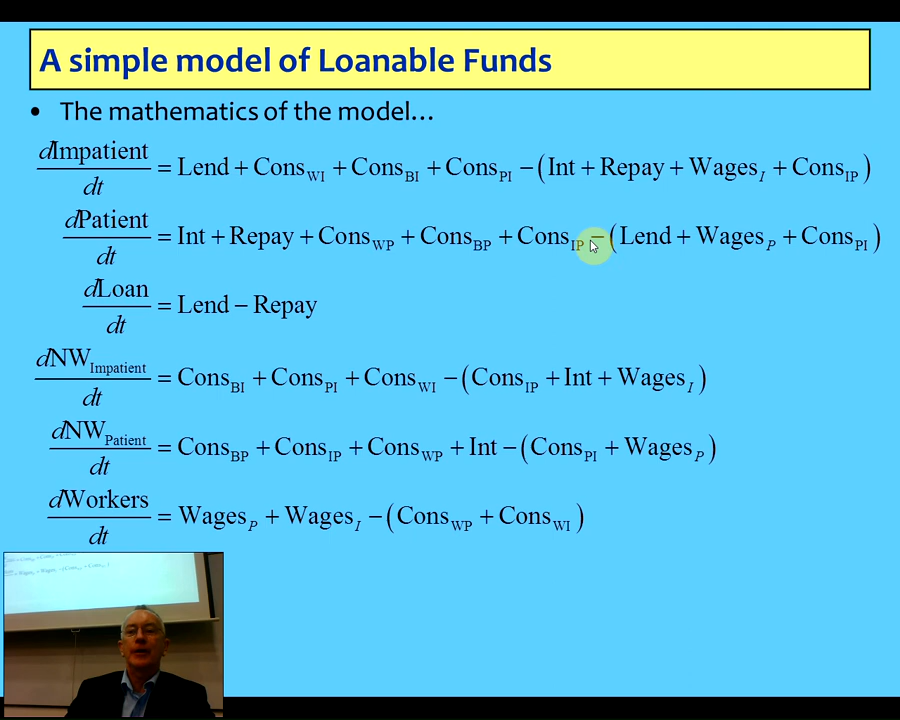 A simple model of Loanable Funds
• The mathematics of the model…
dImpatient/dt = Lend + Cons_WI + Cons_BI + Cons_PI − (Int + Repay + Wages_I + Cons_IP)
dPatient/dt = Int + Repay + Cons_WP + Cons_BP + Cons_IP − (Lend + Wages_P + Cons_PI)
dLoan/dt = Lend − Repay
dNW_Impatient/dt = Cons_BI + Cons_PI + Cons_WI − (Cons_IP + Int + Wages_I)
dNW_Patient/dt = Cons_BP + Cons_IP + Cons_WP + Int − (Cons_PI + Wages_P)
dWorkers/dt = Wages_P + Wages_I − (Cons_WP + Cons_WI)